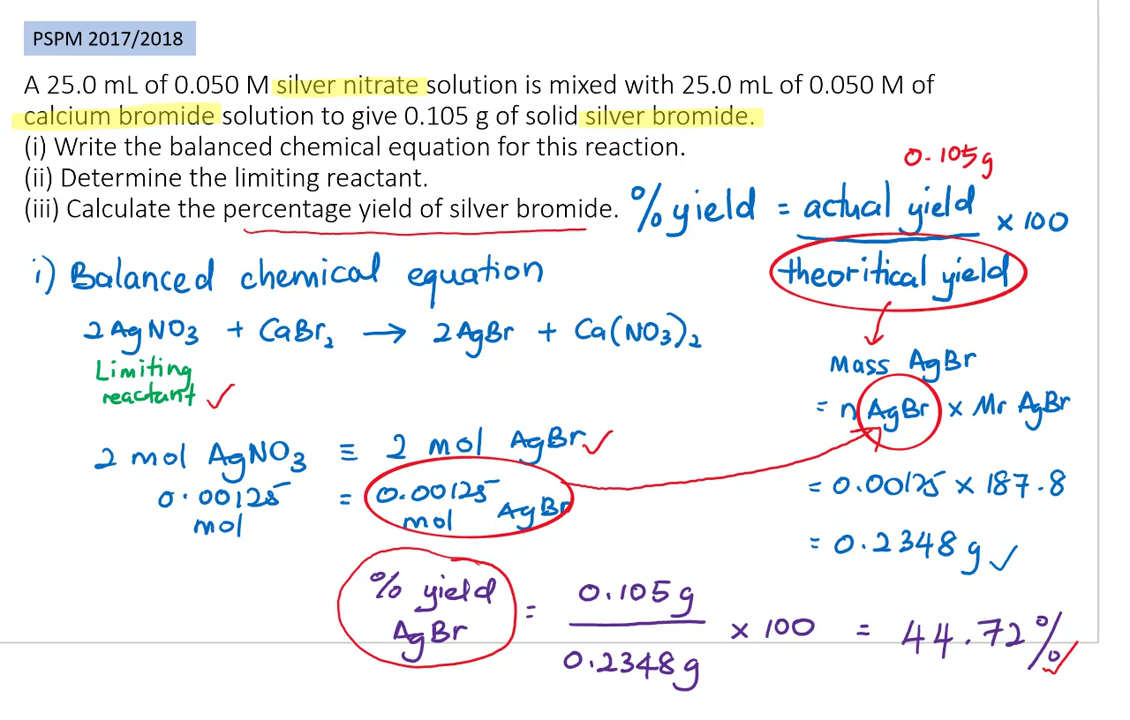 PSPM 2017/2018
A 25.0 mL of 0.050 M silver nitrate solution is mixed with 25.0 mL of 0.050 M of
calcium bromide solution to give 0.105 g of solid silver bromide.
(i) Write the balanced chemical equation for this reaction.
(ii) Determine the limiting reactant.
(iii) Calculate the percentage yield of silver bromide.
0.105g
% yield = actual yield × 100
theoritical yield
i) Balanced chemical equation
2AgNO₃ + CaBr₂ → 2AgBr + Ca(NO₃)₂
Limiting
reactant ✓
Mass AgBr
= n AgBr × Mr AgBr
2 mol AgNO₃ ≡ 2 mol AgBr ✓
0.00125 = 0.00125
mol mol AgBr
= 0.00125 × 187.8
= 0.2348 g ✓
% yield
AgBr
= 0.105g
0.2348g
× 100 = 44.72%